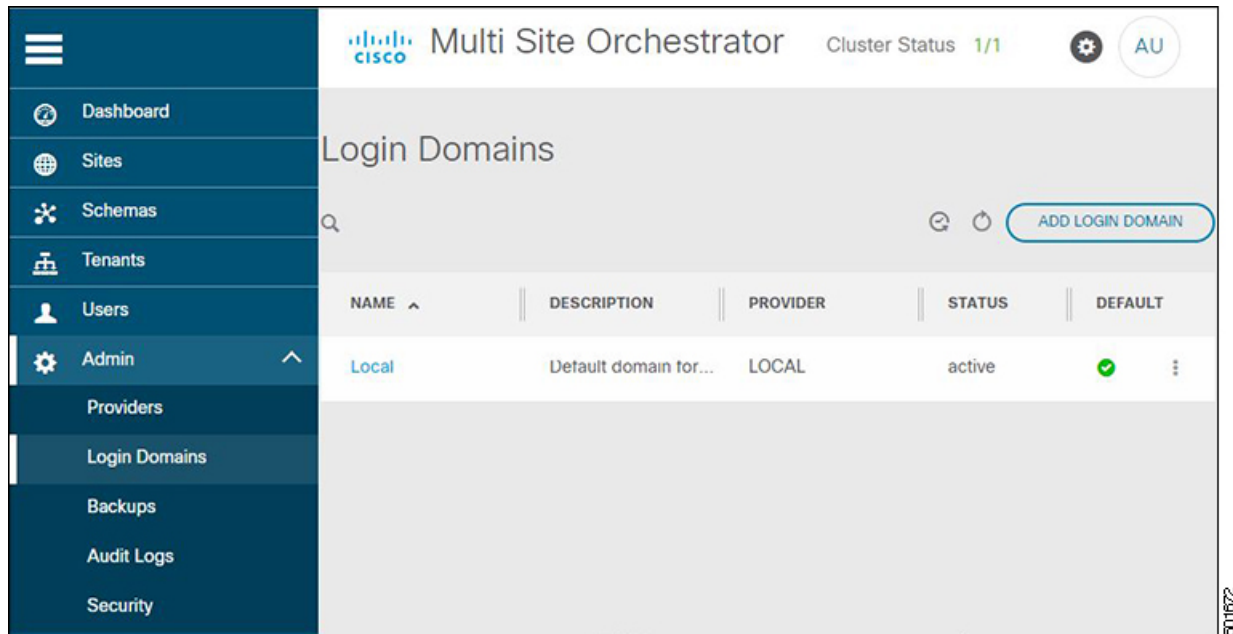 CISCO Multi Site Orchestrator Cluster Status 1/1 AU
Dashboard
Sites
Schemas
Tenants
Users
Admin
Providers
Login Domains
Backups
Audit Logs
Security
Login Domains
ADD LOGIN DOMAIN
NAME DESCRIPTION PROVIDER STATUS DEFAULT
Local Default domain for... LOCAL active
501672